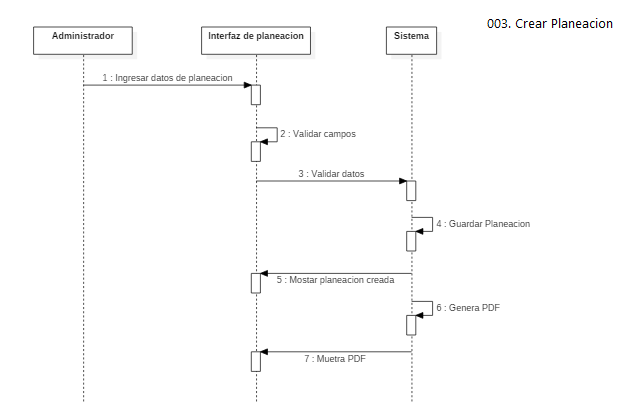 003. Crear Planeacion
Administrador
Interfaz de planeacion
Sistema
1 : Ingresar datos de planeacion
2 : Validar campos
3 : Validar datos
4 : Guardar Planeacion
5 : Mostar planeacion creada
6 : Genera PDF
7 : Muetra PDF